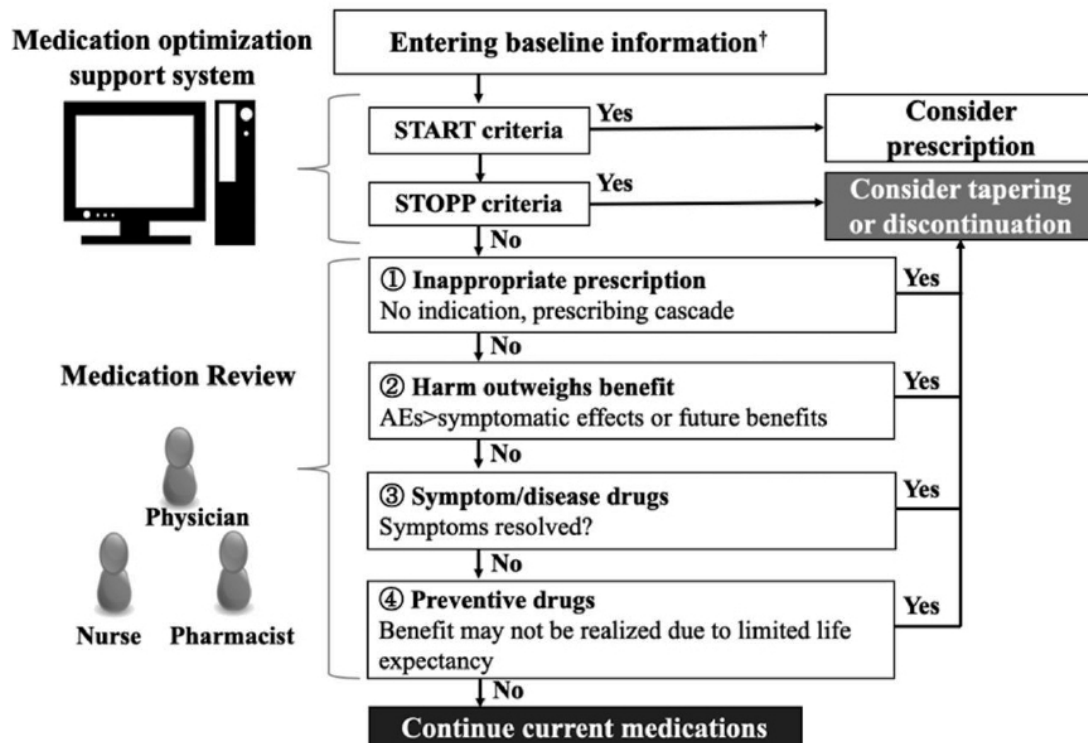 Medication optimization
support system
Entering baseline information†
START criteria
Yes
Consider
prescription
STOPP criteria
Yes
Consider tapering
or discontinuation
No
① Inappropriate prescription
No indication, prescribing cascade
Yes
No
Medication Review
② Harm outweighs benefit
AEs>symptomatic effects or future benefits
Yes
No
③ Symptom/disease drugs
Symptoms resolved?
Yes
No
Physician
Nurse
Pharmacist
④ Preventive drugs
Benefit may not be realized due to limited life
expectancy
Yes
No
Continue current medications